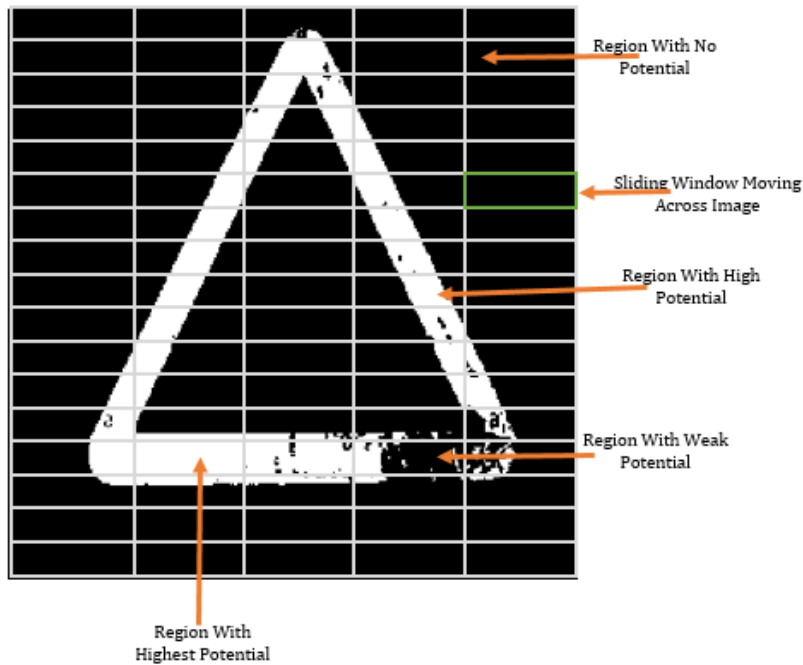 Region With No
Potential
Sliding Window Moving
Across Image
Region With High
Potential
Region With Weak
Potential
Region With
Highest Potential